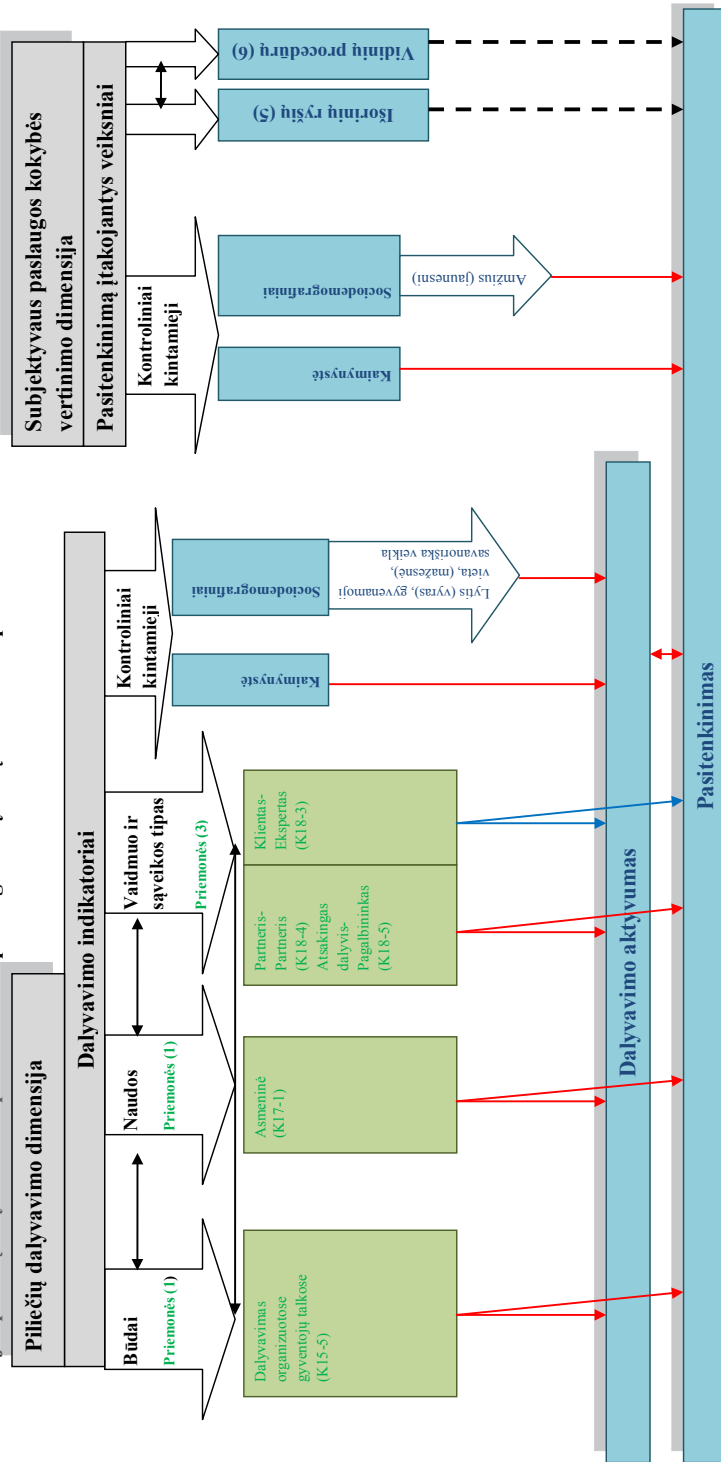 Piliečių dalyvavimo dimensija
Dalyvavimo indikatoriai
Būdai
Priemonės (1)
Naudos
Priemonės (1)
Vaidmuo ir
sąveikos tipas
Priemonės (3)
Kontroliniai
kintamieji
Dalyvavimas
organizuotose
gyventojų talkose
(K15-5)
Asmeninė
(K17-1)
Partneris-
Partneris
(K18-4)
Atsakingas
dalyvis-
Pagalbininkas
(K18-5)
Klientas-
Ekspertas
(K18-3)
Kaimynystė
Sociodemografiniai
Lytis (vyras), gyvenamoji
vieta, (mažesnė),
savanoriška veikla
Subjektyvaus paslaugos kokybės
vertinimo dimensija
Pasitenkinimą įtakojantys veiksniai
Kontroliniai
kintamieji
Kaimynystė
Sociodemografiniai
Amžius (jaunesni)
Išorinių ryšių (5)
Vidinių procedūrų (6)
Dalyvavimo aktyvumas
Pasitenkinimas